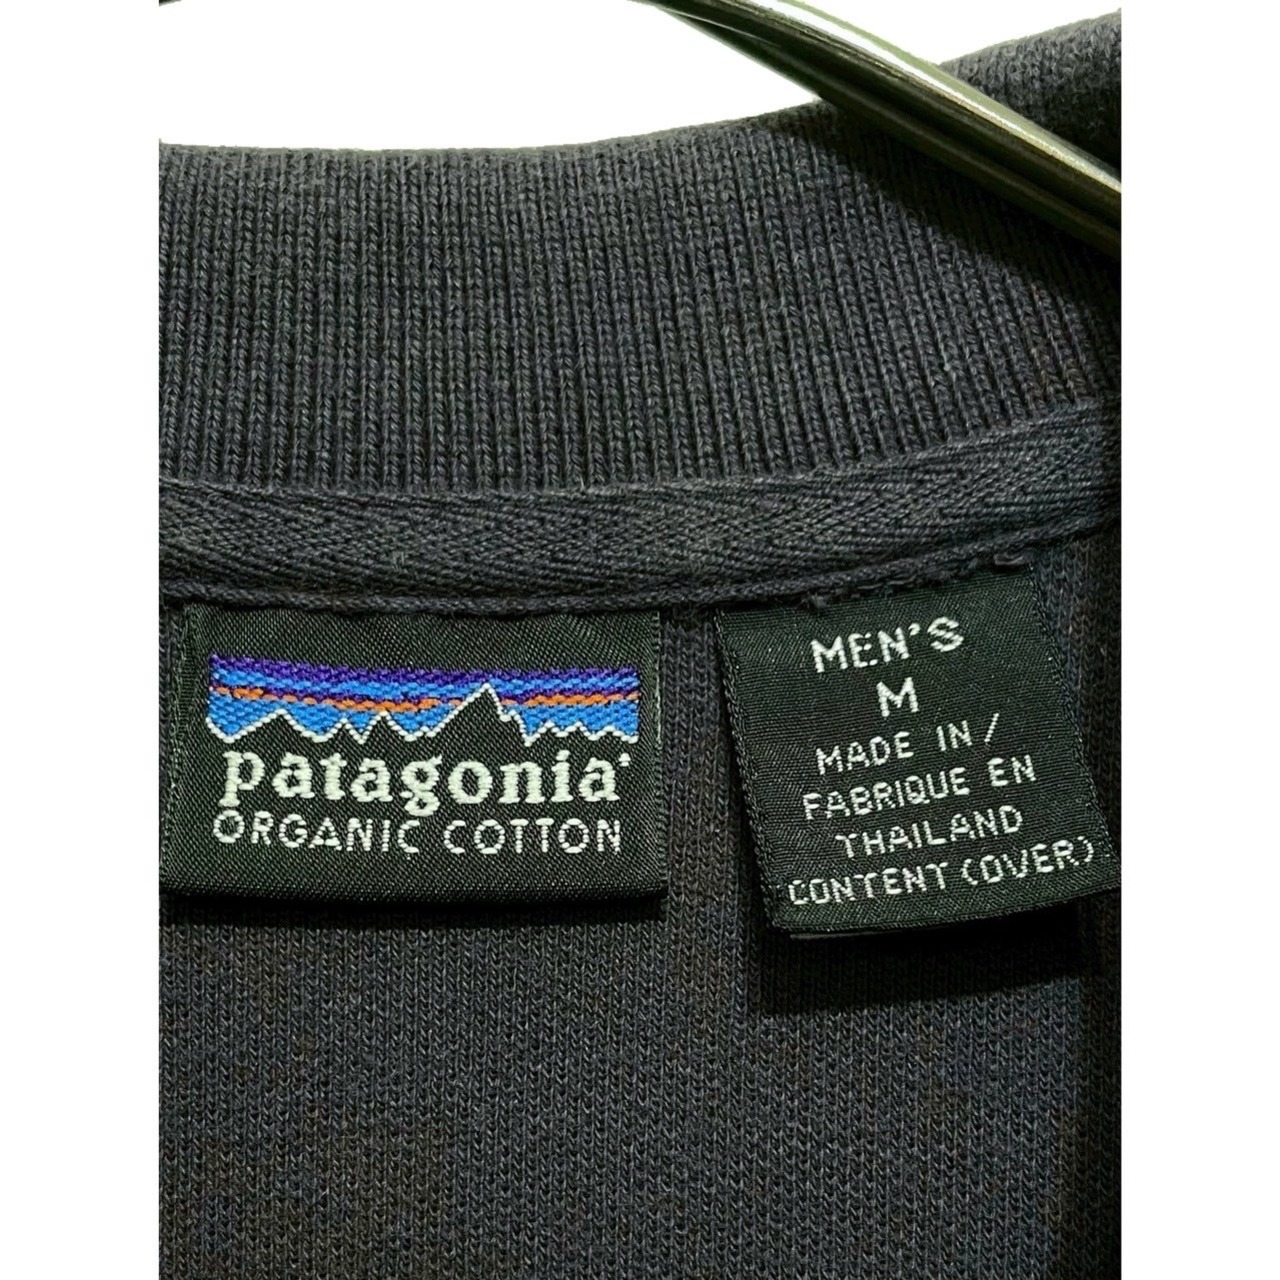 patagonia®
ORGANIC COTTON
MEN'S
M
MADE IN /
FABRIQUE EN
THAILAND
CONTENT (OVER)